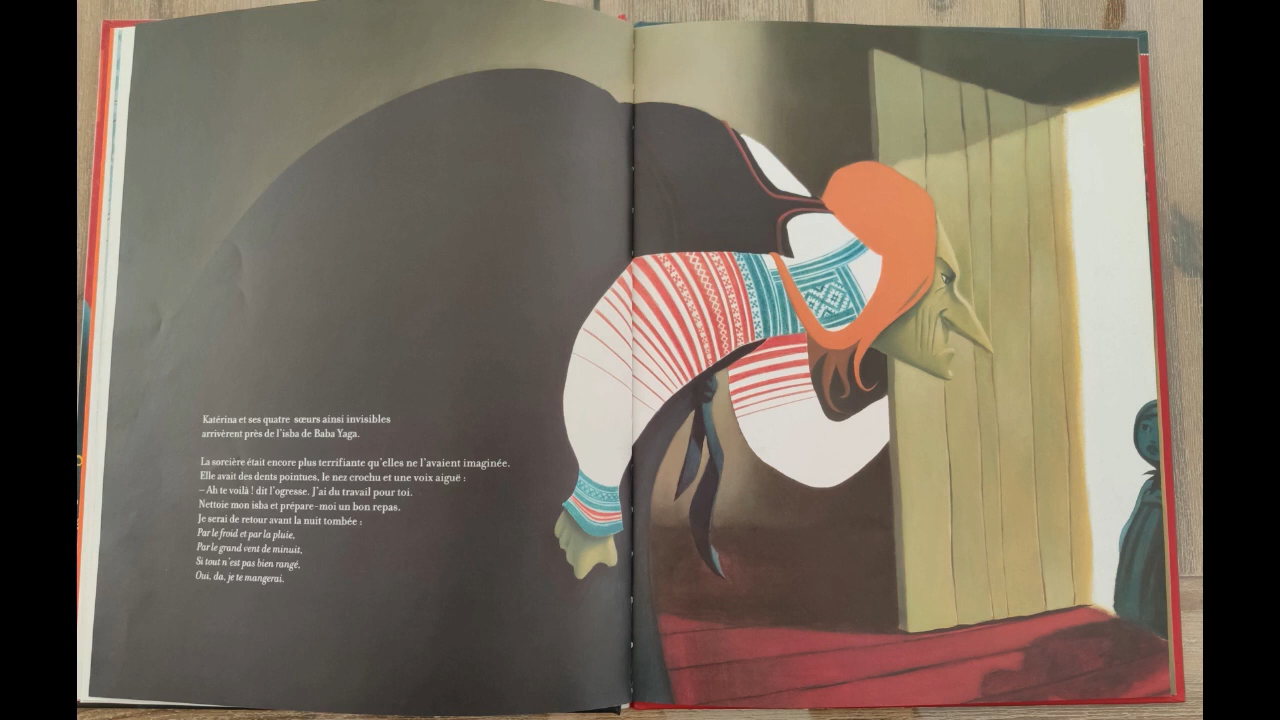 Katérina et ses quatre sœurs ainsi invisibles
arrivèrent près de l'isba de Baba Yaga.
La sorcière était encore plus terrifiante qu'elles ne l'avaient imaginée.
Elle avait des dents pointues, le nez crochu et une voix aiguë :
– Ah te voilà ! dit l'ogresse. J'ai du travail pour toi.
Nettoie mon isba et prépare-moi un bon repas.
Je serai de retour avant la nuit tombée :
Par le froid et par la pluie,
Par le grand vent de minuit,
Si tout n'est pas bien rangé,
Oui, da, je te mangerai.